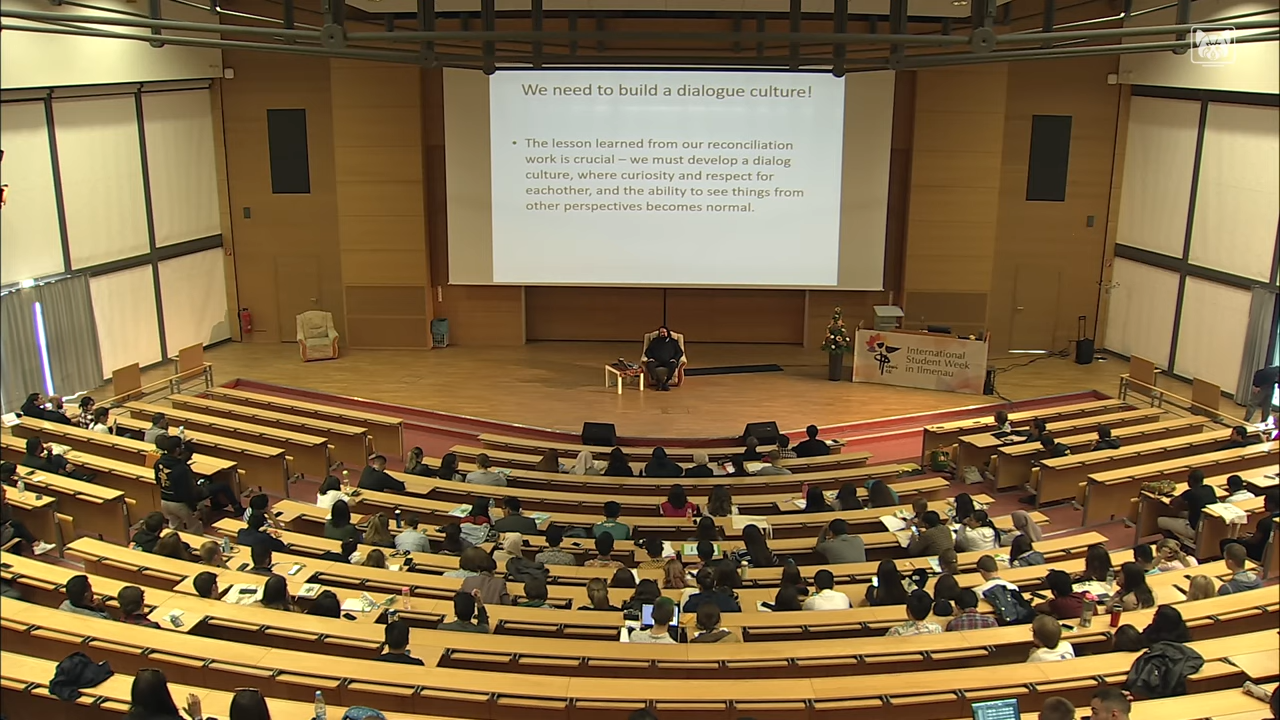 We need to build a dialogue culture!
• The lesson learned from our reconciliation
work is crucial – we must develop a dialog
culture, where curiosity and respect for
eachother, and the ability to see things from
other perspectives becomes normal.
International
Student Week
in Ilmenau